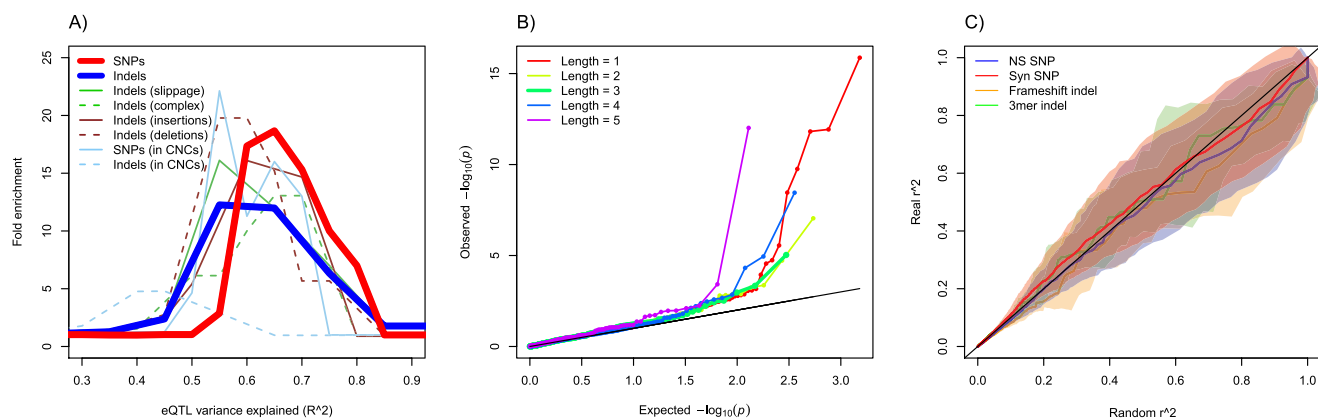 A)
Fold enrichment
25
20
15
10
5
0
SNPs
Indels
Indels (slippage)
Indels (complex)
Indels (insertions)
Indels (deletions)
SNPs (in CNCs)
Indels (in CNCs)
0.3 0.4 0.5 0.6 0.7 0.8 0.9
eQTL variance explained (R^2)
B)
Observed −log10(p)
15
10
5
0
Length = 1
Length = 2
Length = 3
Length = 4
Length = 5
0.0 0.5 1.0 1.5 2.0 2.5 3.0
Expected −log10(p)
C)
Real r^2
1.0
0.8
0.6
0.4
0.2
0.0
NS SNP
Syn SNP
Frameshift indel
3mer indel
0.0 0.2 0.4 0.6 0.8 1.0
Random r^2